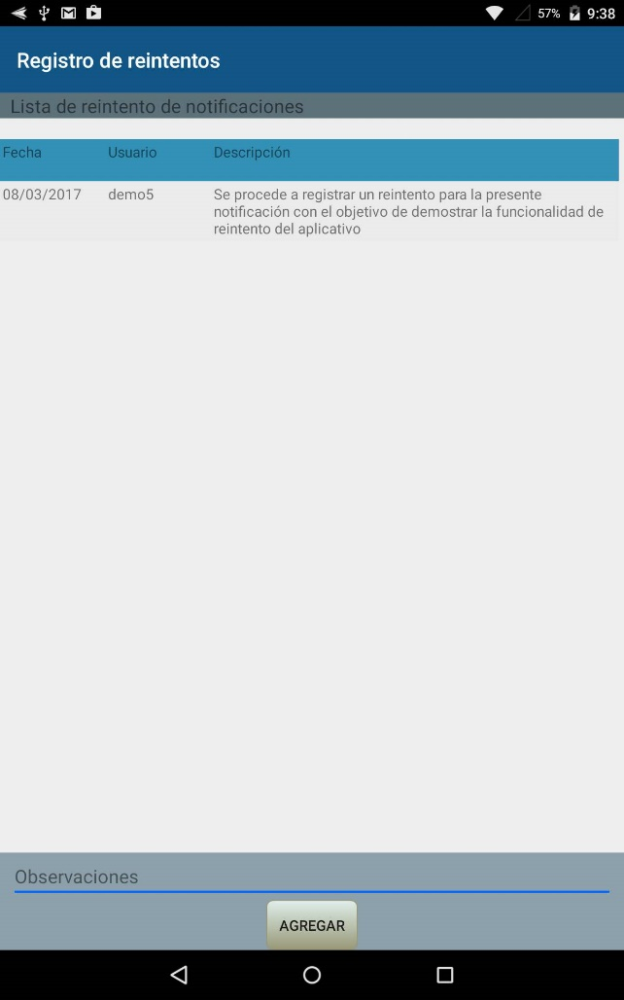 57% 9:38
Registro de reintentos
Lista de reintento de notificaciones
Fecha Usuario Descripción
08/03/2017 demo5 Se procede a registrar un reintento para la presente
notificación con el objetivo de demostrar la funcionalidad de
reintento del aplicativo
Observaciones
AGREGAR